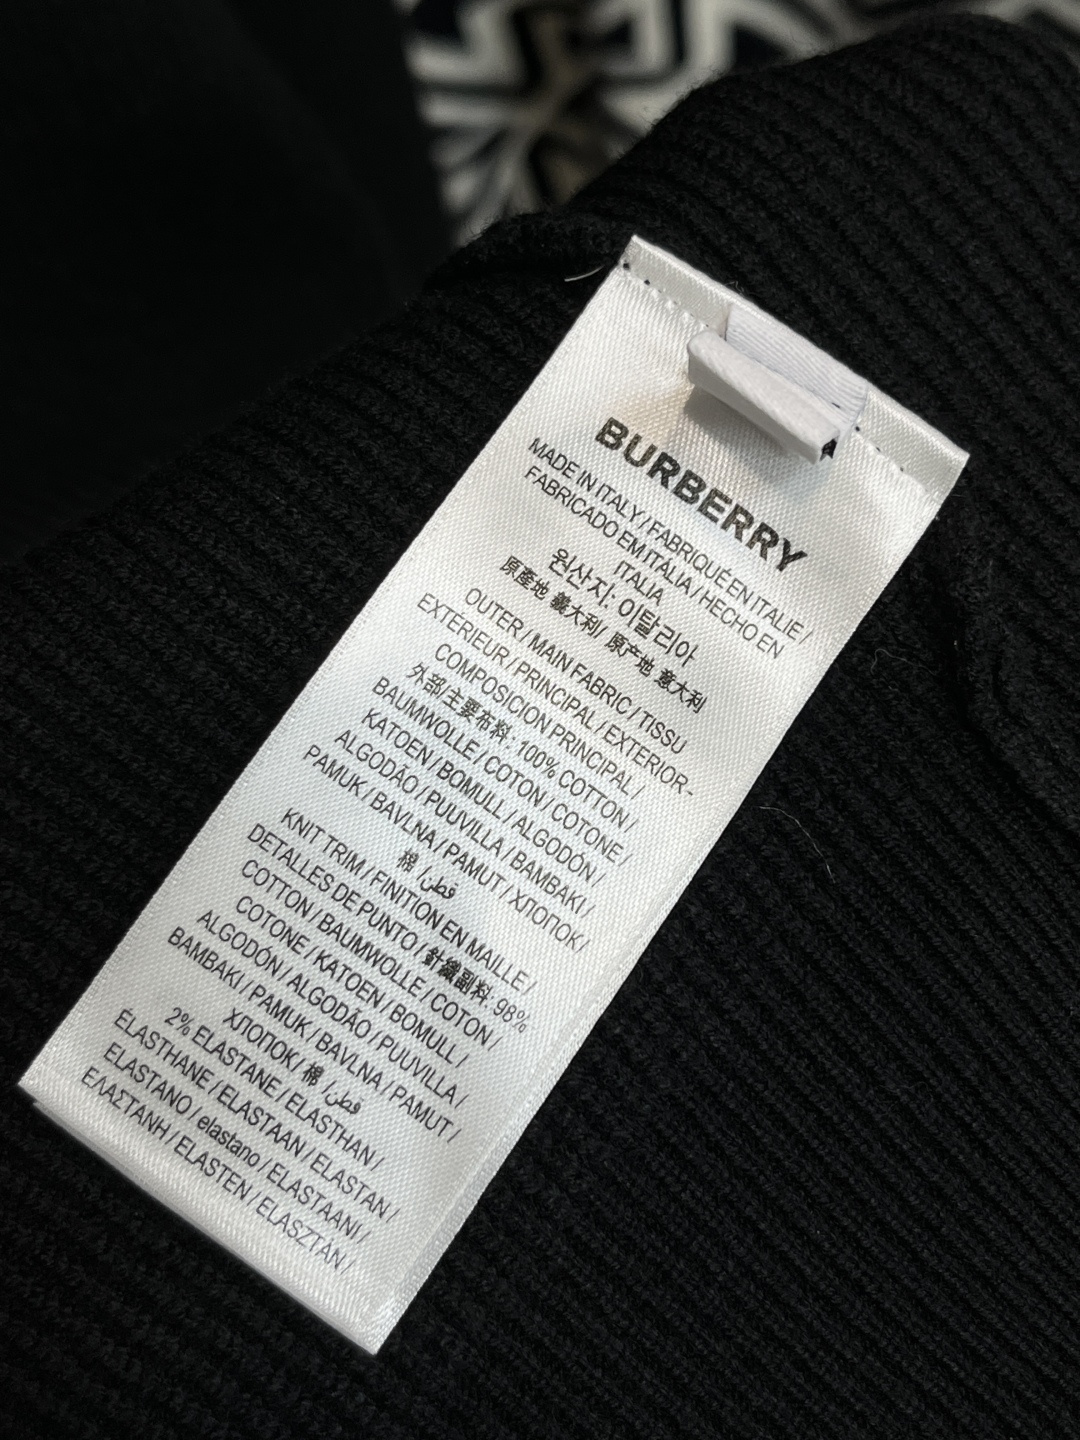 BURBERRY
MADE IN ITALY / FABRIQUÉ EN ITALIE /
FABRICADO EM ITÁLIA / HECHO EN
ITALIA
원산지: 이탈리아
原產地 義大利/ 原产地 意大利
OUTER / MAIN FABRIC / TISSU
EXTERIEUR / PRINCIPAL / EXTERIOR-
COMPOSICION PRINCIPAL /
外部/主要布料: 100% COTTON /
BAUMWOLLE / COTON / COTONE /
KATOEN / BOMULL / ALGODÓN /
ALGODÃO / PUUVILLA / BAMBAKI /
PAMUK / BAVLNA / PAMUT / ХЛОПОК /
棉 / قطن/
KNIT TRIM / FINITION EN MAILLE /
DETALLES DE PUNTO / 針織副料: 98%
COTTON / BAUMWOLLE / COTON /
COTONE / KATOEN / BOMULL /
ALGODÓN / ALGODÃO / PUUVILLA /
BAMBAKI / PAMUK / BAVLNA / PAMUT /
ХЛОПОК / 棉 / قطن/
2% ELASTANE / ELASTHAN /
ÉLASTHANE / ELASTAAN / ELASTAN /
ELASTANO / elastano / ELASTAANI /
ΕΛΑΣΤΑΝΗ / ELASTEN / ELASZTÁN /